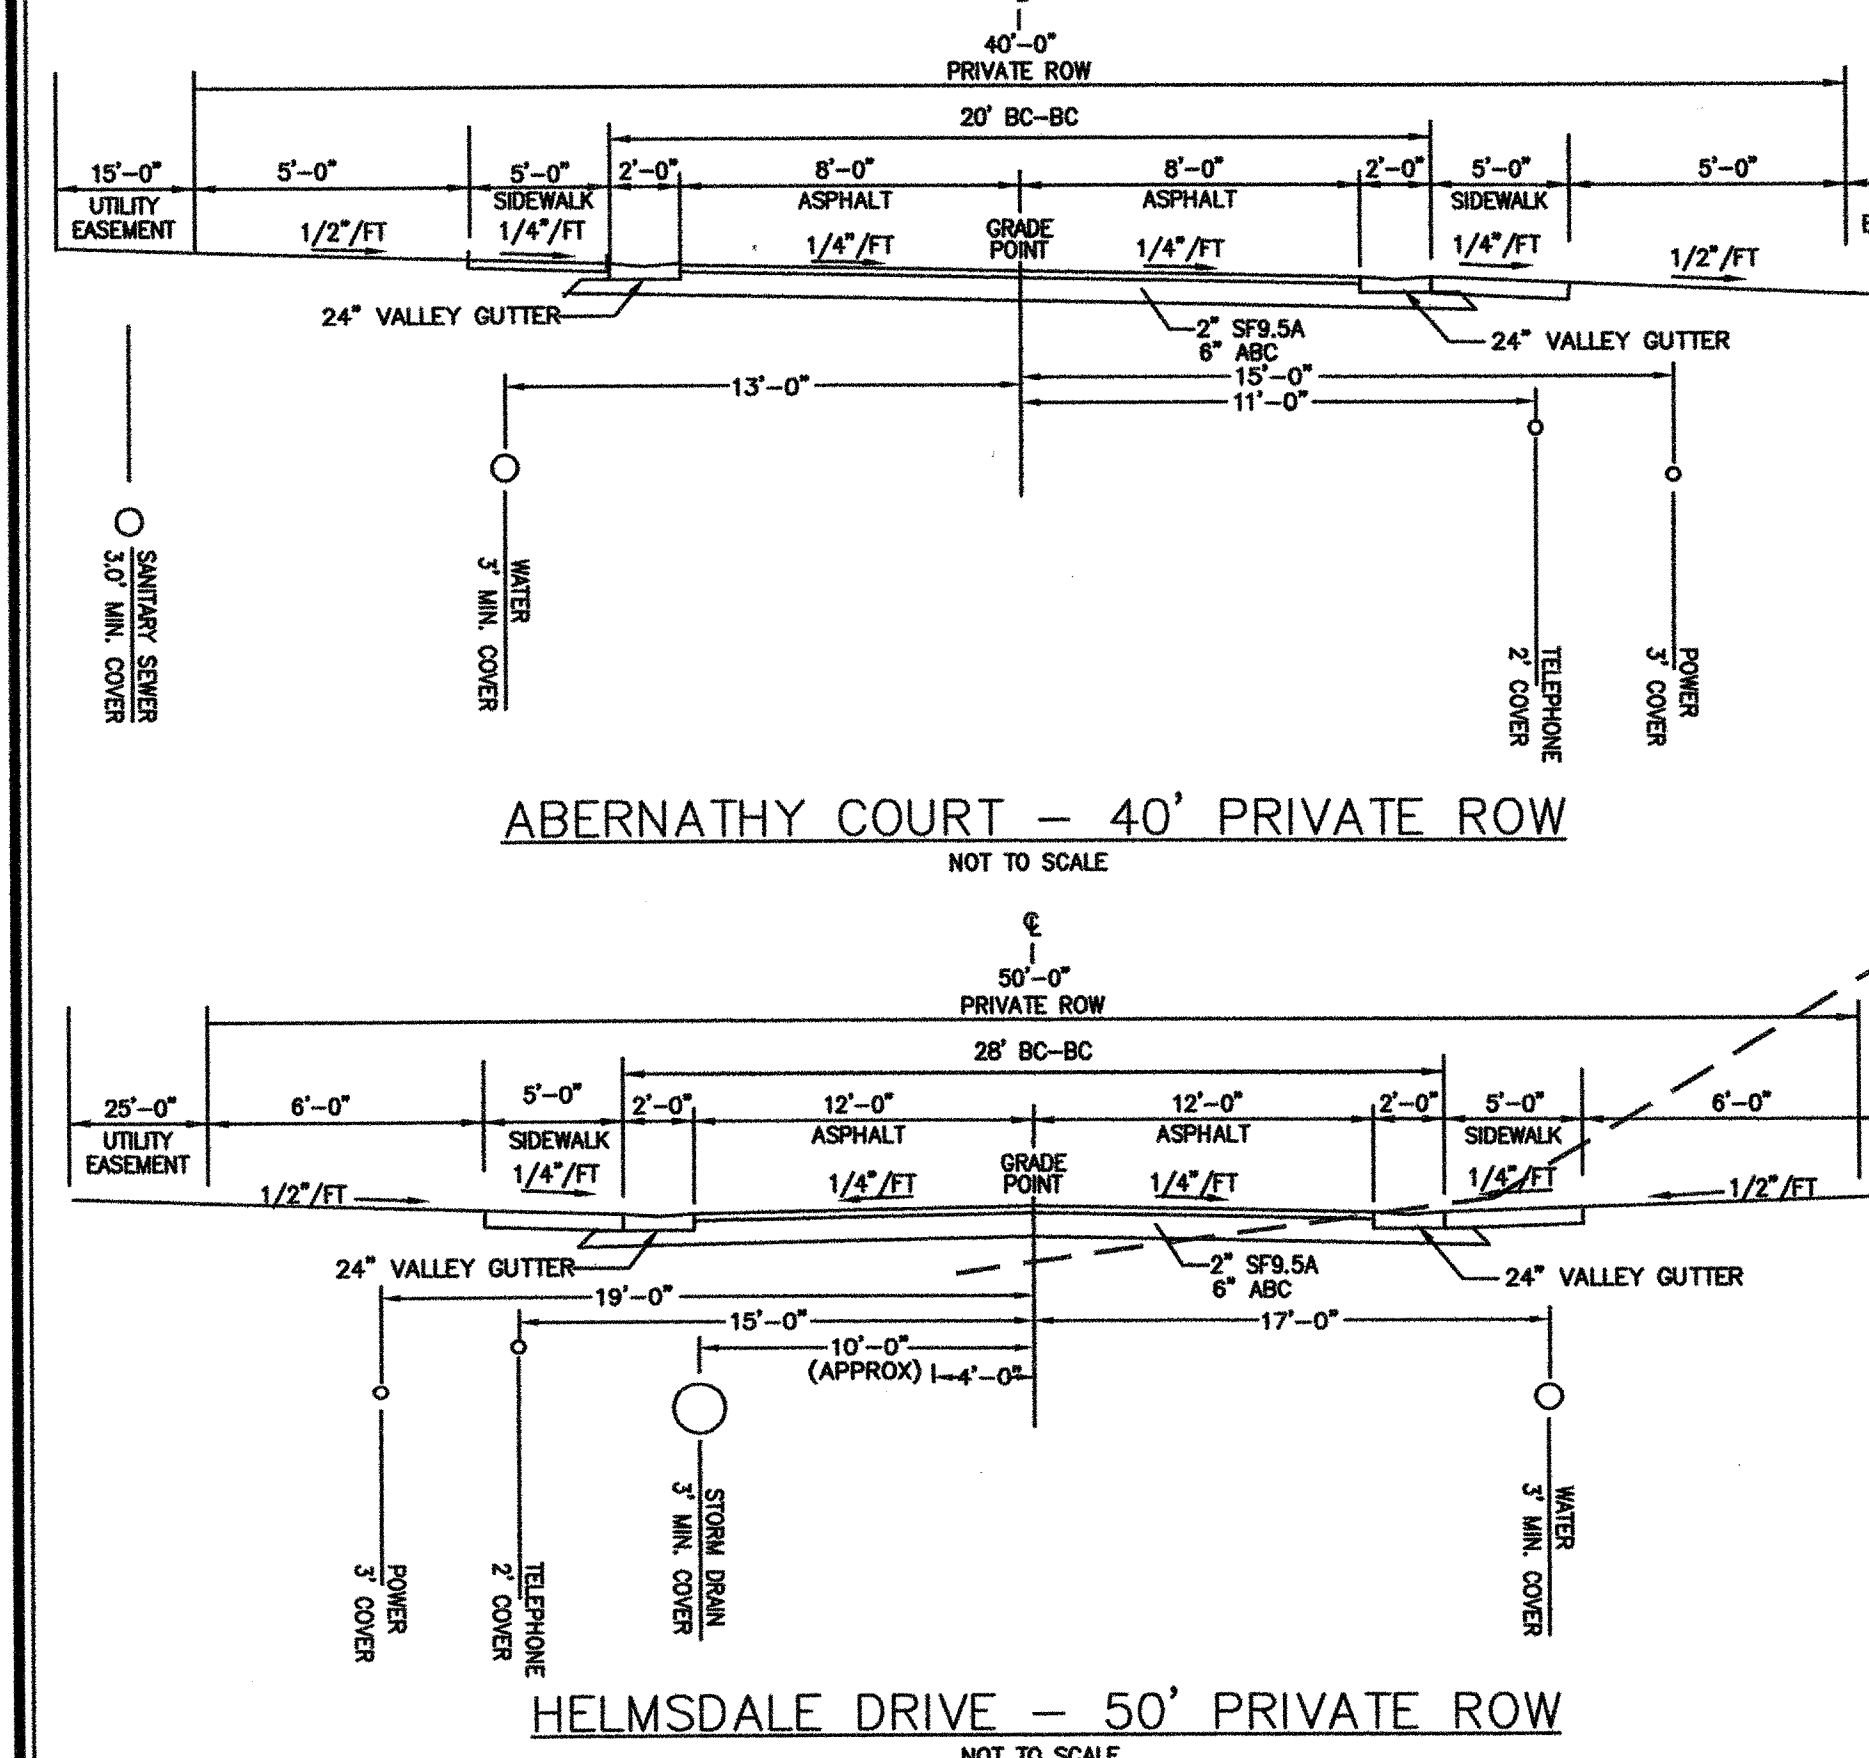 40'-0"
PRIVATE ROW
20' BC-BC
15'-0" 5'-0" 5'-0" 2'-0" 8'-0" 8'-0" 2'-0" 5'-0" 5'-0"
UTILITY EASEMENT
SIDEWALK
ASPHALT
ASPHALT
SIDEWALK
GRADE POINT
1/2"/FT 1/4"/FT 1/4"/FT 1/4"/FT 1/4"/FT 1/2"/FT
24" VALLEY GUTTER
2" SF9.5A
6" ABC
24" VALLEY GUTTER
13'-0"
15'-0"
11'-0"
SANITARY SEWER
3.0' MIN. COVER
WATER
3' MIN. COVER
TELEPHONE
2' COVER
POWER
3' COVER
ABERNATHY COURT - 40' PRIVATE ROW
NOT TO SCALE
℄
50'-0"
PRIVATE ROW
28' BC-BC
25'-0" 6'-0" 5'-0" 2'-0" 12'-0" 12'-0" 2'-0" 5'-0" 6'-0"
UTILITY EASEMENT
SIDEWALK
ASPHALT
ASPHALT
SIDEWALK
GRADE POINT
1/2"/FT 1/4"/FT 1/4"/FT 1/4"/FT 1/4"/FT 1/2"/FT
24" VALLEY GUTTER
2" SF9.5A
6" ABC
24" VALLEY GUTTER
19'-0"
15'-0"
17'-0"
10'-0"
(APPROX)
4'-0"
POWER
3' COVER
TELEPHONE
2' COVER
STORM DRAIN
3' MIN. COVER
WATER
3' MIN. COVER
HELMSDALE DRIVE - 50' PRIVATE ROW
NOT TO SCALE